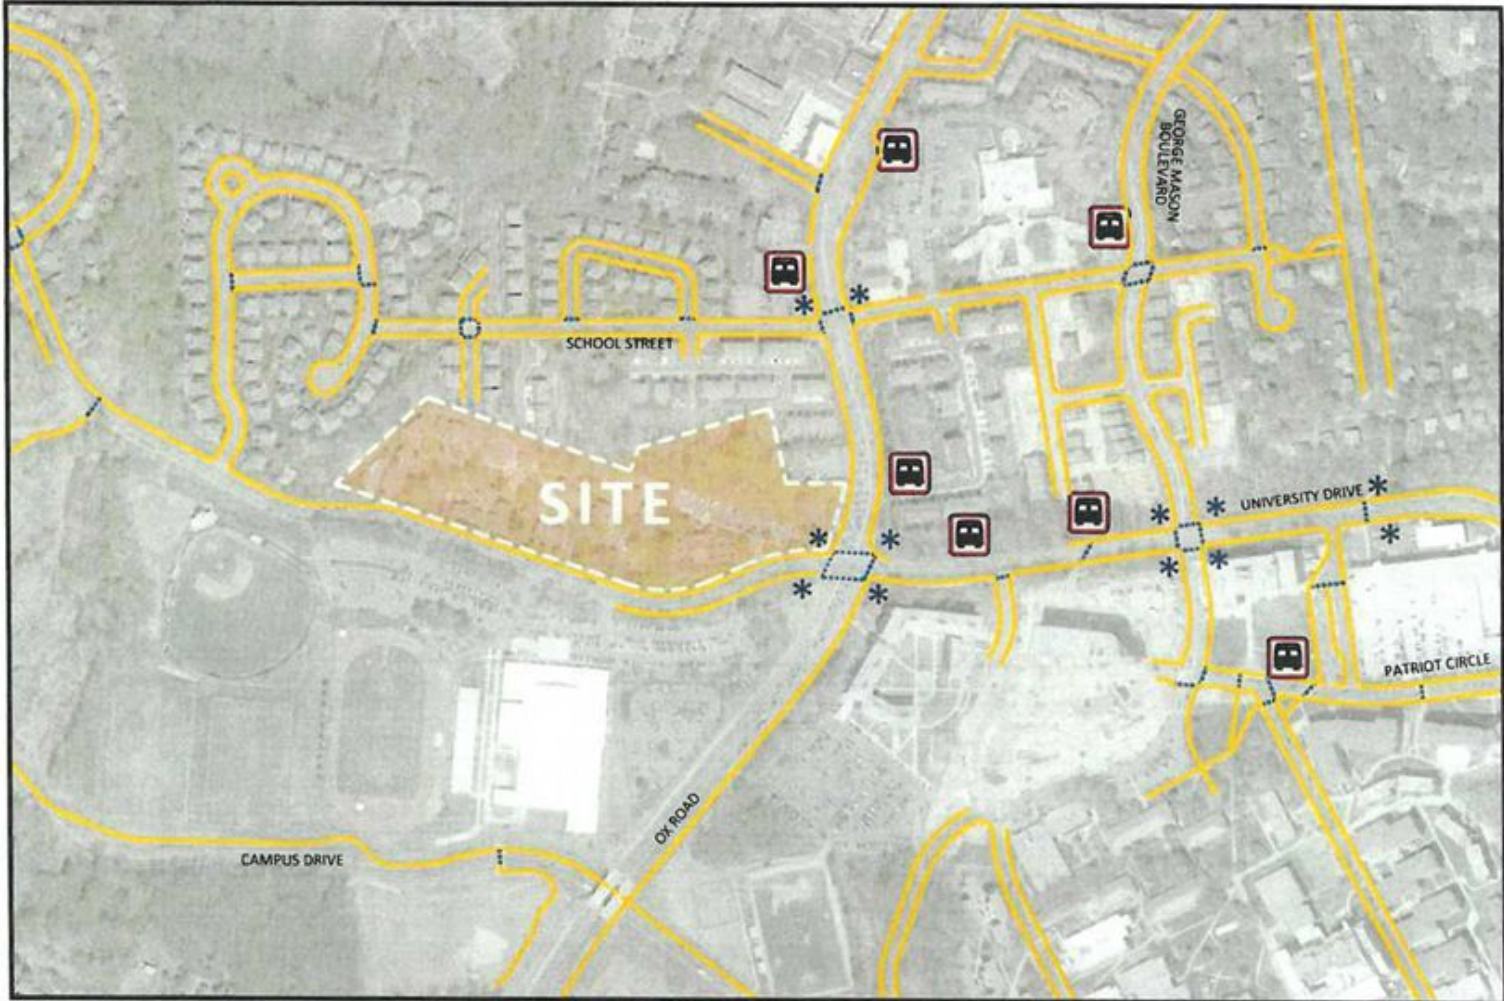 GEORGE MASON
BOULEVARD
SCHOOL STREET
SITE
UNIVERSITY DRIVE
PATRIOT CIRCLE
OX ROAD
CAMPUS DRIVE